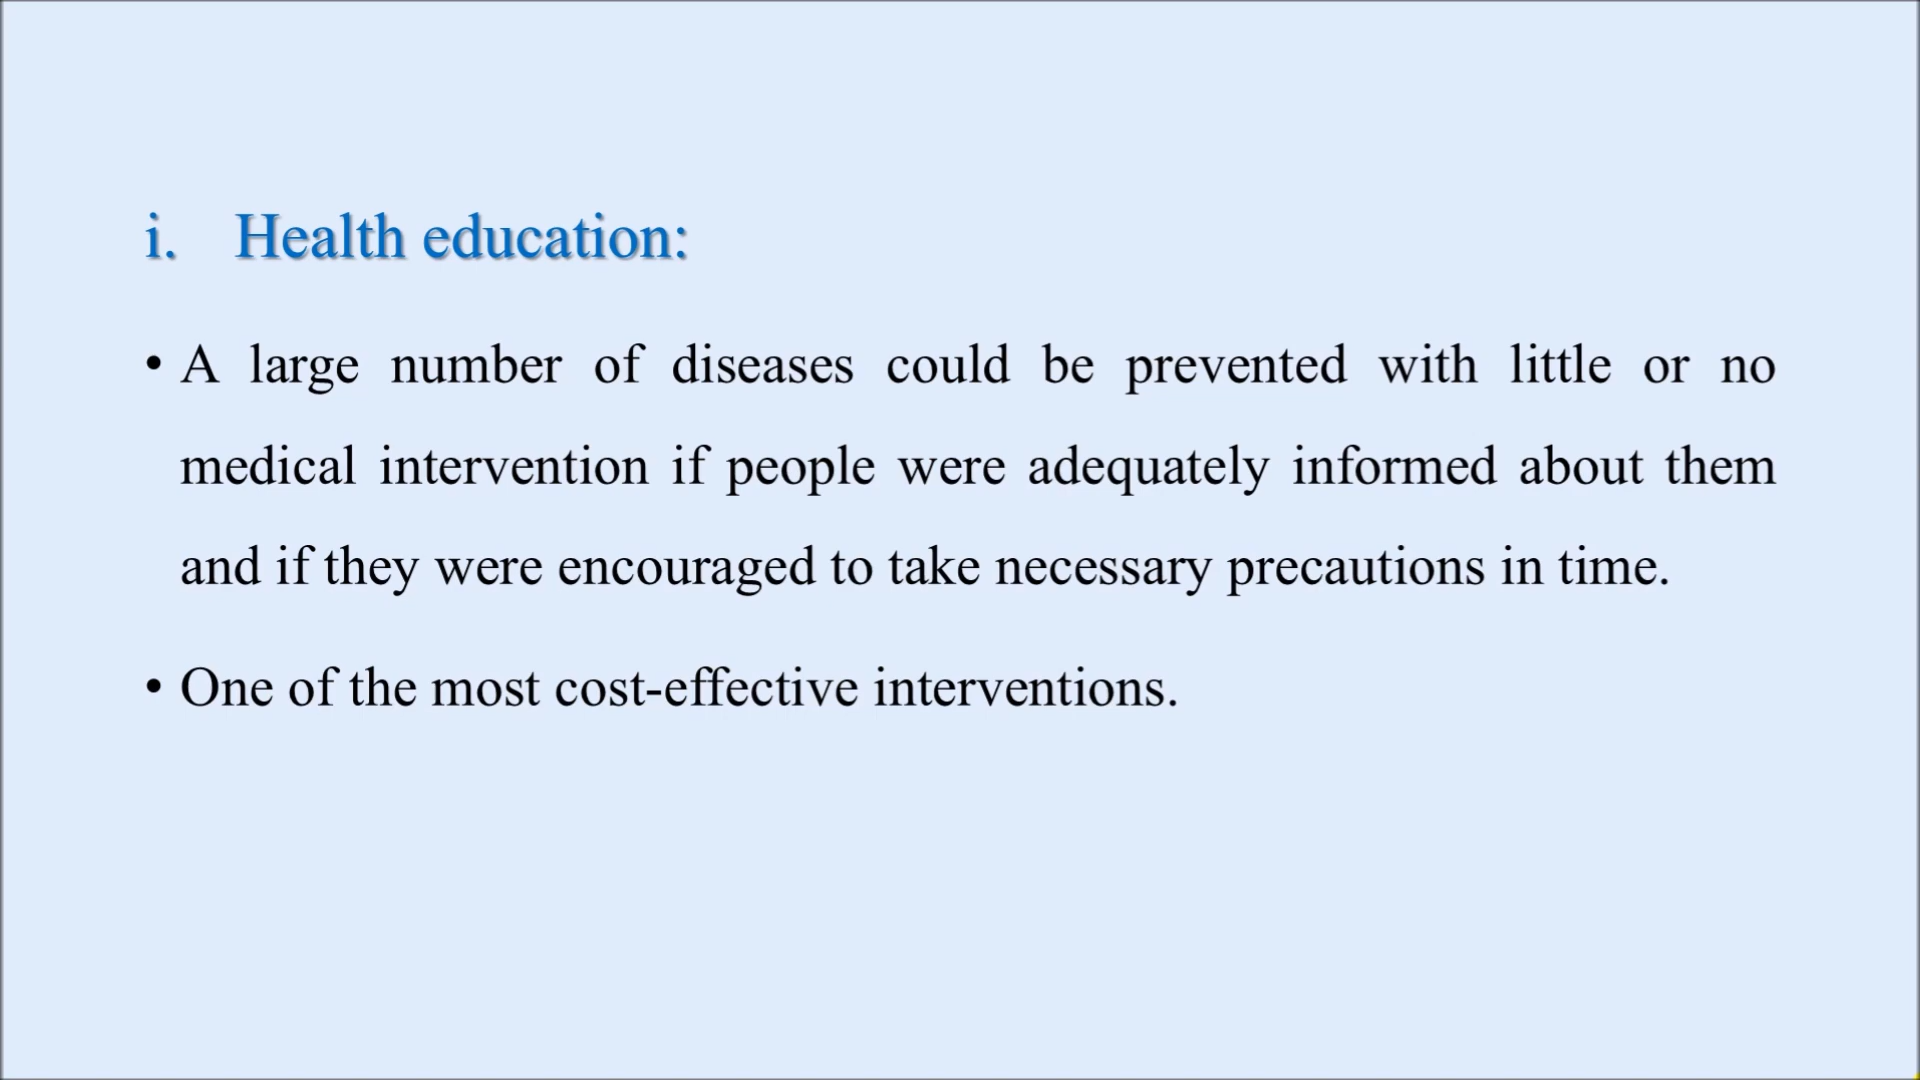 i. Health education:
• A large number of diseases could be prevented with little or no
medical intervention if people were adequately informed about them
and if they were encouraged to take necessary precautions in time.
• One of the most cost-effective interventions.